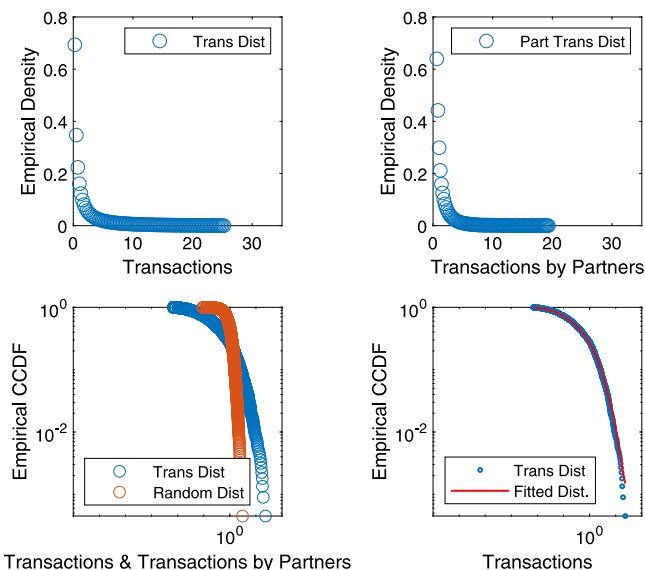 0.8
0.6
0.4
0.2
0
Empirical Density
Trans Dist
0 10 20 30
Transactions
0.8
0.6
0.4
0.2
0
Empirical Density
Part Trans Dist
0 10 20 30
Transactions by Partners
10^0
10^-2
Empirical CCDF
Trans Dist
Random Dist
10^0
Transactions & Transactions by Partners
10^0
10^-2
Empirical CCDF
Trans Dist
Fitted Dist.
10^0
Transactions